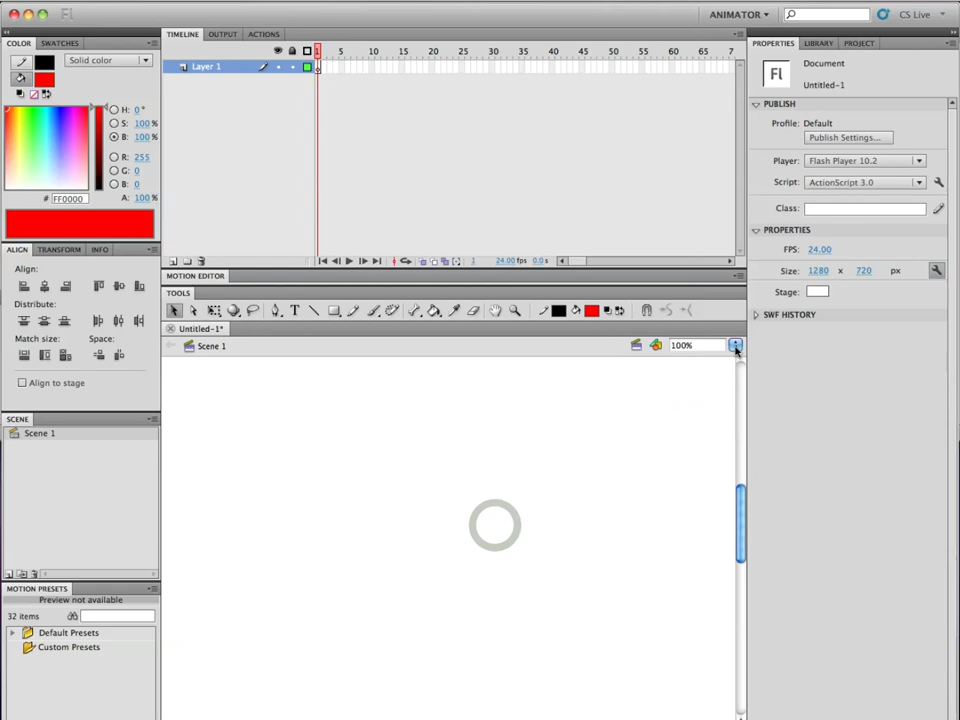 Fl
ANIMATOR
CS Live
COLOR SWATCHES
Solid color
H: 0 °
S: 100 %
B: 100 %
R: 255
G: 0
B: 0
# FF0000 A: 100 %
ALIGN TRANSFORM INFO
Align:
Distribute:
Match size: Space:
Align to stage
SCENE
Scene 1
MOTION PRESETS
Preview not available
32 items
Default Presets
Custom Presets
TIMELINE OUTPUT ACTIONS
1 5 10 15 20 25 30 35 40 45 50 55 60 65 7
Layer 1
1 24.00 fps 0.0 s
MOTION EDITOR
TOOLS
T
Untitled-1*
Scene 1
100%
PROPERTIES LIBRARY PROJECT
Fl
Document
Untitled-1
PUBLISH
Profile: Default
Publish Settings...
Player: Flash Player 10.2
Script: ActionScript 3.0
Class:
PROPERTIES
FPS: 24.00
Size: 1280 x 720 px
Stage:
SWF HISTORY